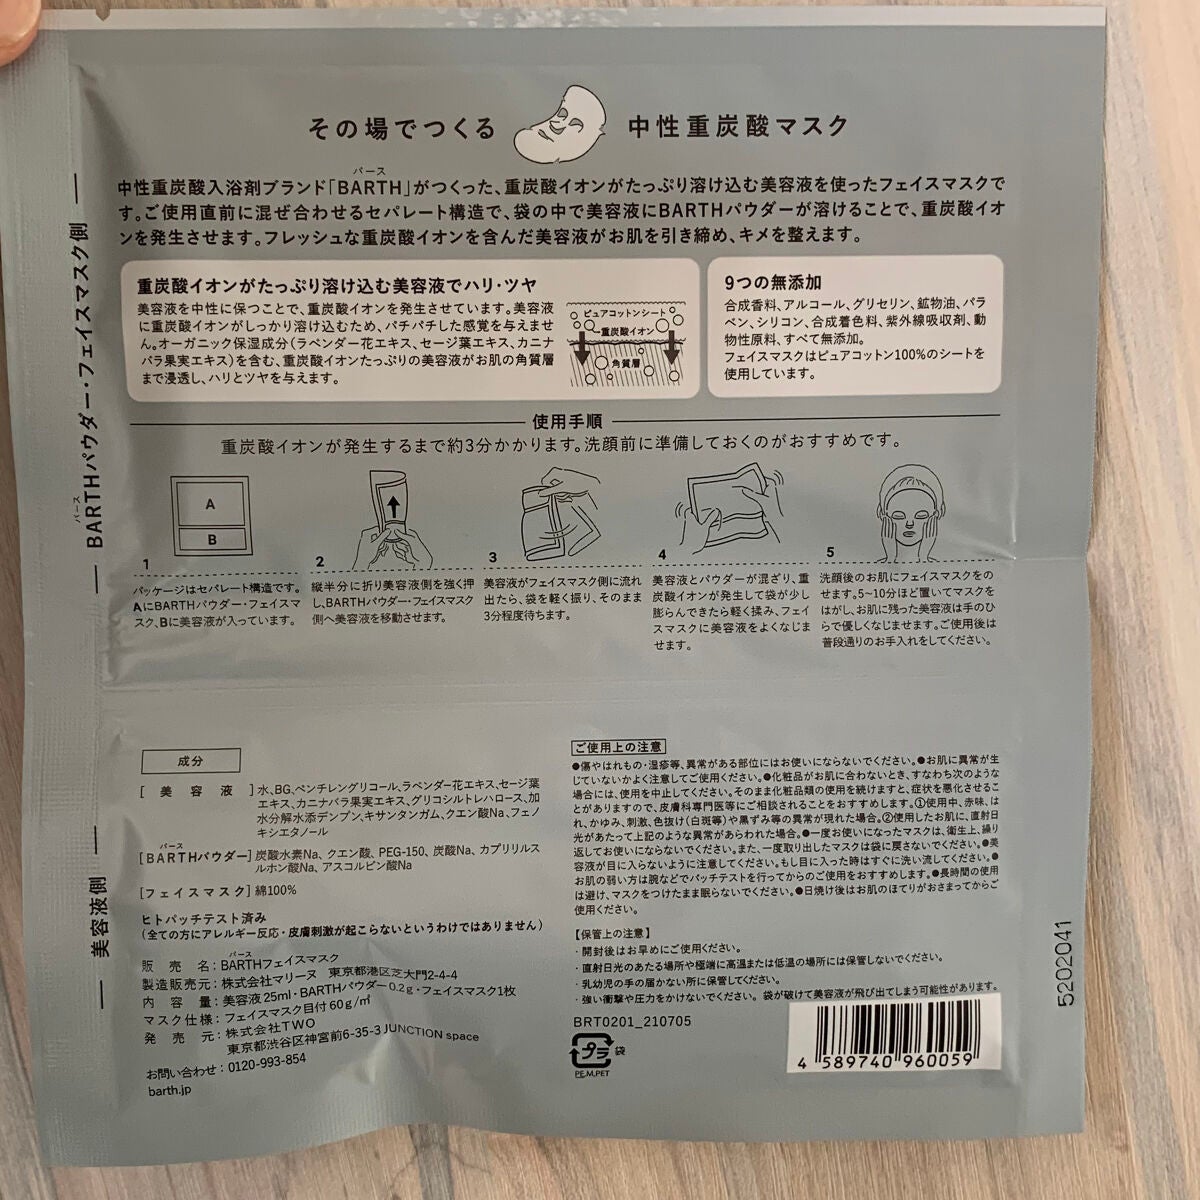 その場でつくる 中性重炭酸マスク
バース
中性重炭酸入浴剤ブランド「BARTH」がつくった、重炭酸イオンがたっぷり溶け込む美容液を使ったフェイスマスクで
す。ご使用直前に混ぜ合わせるセパレート構造で、袋の中で美容液にBARTHパウダーが溶けることで、重炭酸イオ
ンを発生させます。フレッシュな重炭酸イオンを含んだ美容液がお肌を引き締め、キメを整えます。
重炭酸イオンがたっぷり溶け込む美容液でハリ・ツヤ
美容液を中性に保つことで、重炭酸イオンを発生させています。美容液
に重炭酸イオンがしっかり溶け込むため、パチパチした感覚を与えませ
ん。オーガニック保湿成分(ラベンダー花エキス、セージ葉エキス、カニナ
バラ果実エキス)を含む、重炭酸イオンたっぷりの美容液がお肌の角質層
まで浸透し、ハリとツヤを与えます。
ピュアコットンシート
重炭酸イオン
角質層
9つの無添加
合成香料、アルコール、グリセリン、鉱物油、パラ
ベン、シリコン、合成着色料、紫外線吸収剤、動
物性原料、すべて無添加。
フェイスマスクはピュアコットン100%のシートを
使用しています。
使用手順
重炭酸イオンが発生するまで約3分かかります。洗顔前に準備しておくのがおすすめです。
A
B
1
パッケージはセパレート構造です。
AにBARTHパウダー・フェイスマ
スク、Bに美容液が入っています。
2
縦半分に折り美容液側を強く押
し、BARTHパウダー・フェイスマスク
側へ美容液を移動させます。
3
美容液がフェイスマスク側に流れ
出たら、袋を軽く振り、そのまま
3分程度待ちます。
4
美容液とパウダーが混ざり、重
炭酸イオンが発生して袋が少し
膨らんできたら軽く揉み、フェイ
スマスクに美容液をよくなじま
せます。
5
洗顔後のお肌にフェイスマスクをの
せます。5~10分ほど置いてマスクを
はがし、お肌に残った美容液は手のひ
らで優しくなじませます。ご使用後は
普段通りのお手入れをしてください。
バース
BARTHパウダー・フェイスマスク側
美容液側
成分
[ 美容液 ]水、BG、ペンチレングリコール、ラベンダー花エキス、セージ葉
エキス、カニナバラ果実エキス、グリコシルトレハロース、加
水分解水添デンプン、キサンタンガム、クエン酸Na、フェノ
キシエタノール
バース
[BARTHパウダー]炭酸水素Na、クエン酸、PEG-150、炭酸Na、カプリリルス
ルホン酸Na、アスコルビン酸Na
[フェイスマスク]綿100%
ヒトパッチテスト済み
(全ての方にアレルギー反応・皮膚刺激が起こらないというわけではありません)
バース
販売名:BARTHフェイスマスク
製造販売元:株式会社マリーヌ 東京都港区芝大門2-4-4
内容量:美容液25ml・BARTHパウダー0.2g・フェイスマスク1枚
マスク仕様:フェイスマスク目付60g/㎡
発売元:株式会社TWO
東京都渋谷区神宮前6-35-3 JUNCTION space
お問い合わせ:0120-993-854
barth.jp
ご使用上の注意
●傷やはれもの・湿疹等、異常がある部位にはお使いにならないでください。●お肌に異常が生
じていないかよく注意してご使用ください。●化粧品がお肌に合わないとき、すなわち次のような
場合には、使用を中止してください。そのまま化粧品類の使用を続けますと、症状を悪化させるこ
とがありますので、皮膚科専門医等にご相談されることをおすすめします。①使用中、赤味、は
れ、かゆみ、刺激、色抜け(白斑等)や黒ずみ等の異常が現れた場合。②使用したお肌に、直射日
光があたって上記のような異常があらわれた場合。●一度お使いになったマスクは、衛生上、繰り
返してお使いにならないでください。また、一度取り出したマスクは袋に戻さないでください。●美
容液が目に入らないように注意してください。もし目に入った時はすぐに洗い流してください。●
お肌の弱い方は腕などでパッチテストを行ってからのご使用をおすすめします。●長時間の使用
は避け、マスクをつけたまま眠らないでください。●日焼け後はお肌のほてりがおさまってからご
使用ください。
【保管上の注意】
・開封後はお早めにご使用ください。
・直射日光のあたる場所や極端に高温または低温の場所には保管しないでください。
・乳幼児の手の届かない所に保管してください。
・強い衝撃や圧力をかけないでください。袋が破けて美容液が飛び出てしまう可能性があります。
BRT0201_210705
プラ 袋
PE,M,PET
4 589740 960059
5202041